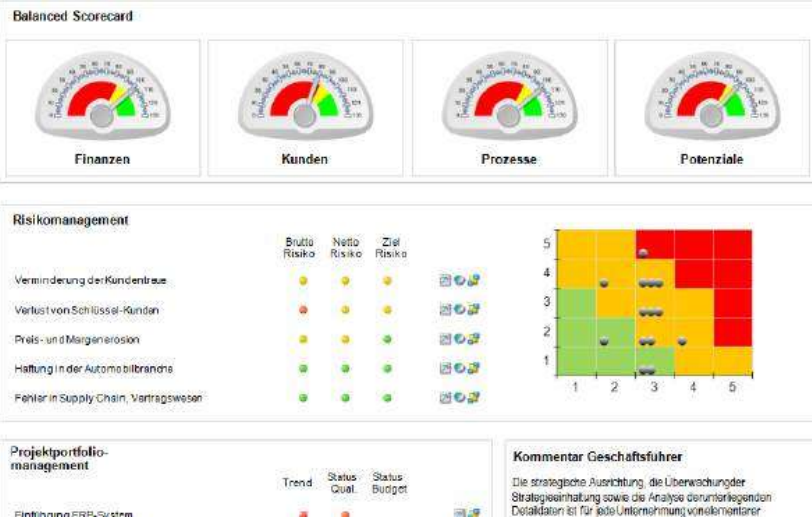 Balanced Scorecard
Finanzen
Kunden
Prozesse
Potenziale
Risikomanagement
Brutto Risiko
Netto Risiko
Ziel Risiko
Verminderung der Kundentreue
Verlust von Schlüssel-Kunden
Preis- und Margenerosion
Haftung in der Automobilbranche
Fehler in Supply Chain, Vertragswesen
5
4
3
2
1
1 2 3 4 5
Projektportfolio-
management
Trend
Status Qual.
Status Budget
Einführung ERP-System
Kommentar Geschäftsführer
Die strategische Ausrichtung, die Überwachung der
Strategieeinhaltung sowie die Analyse der unterliegenden
Detaildaten ist für jede Unternehmung von elementarer